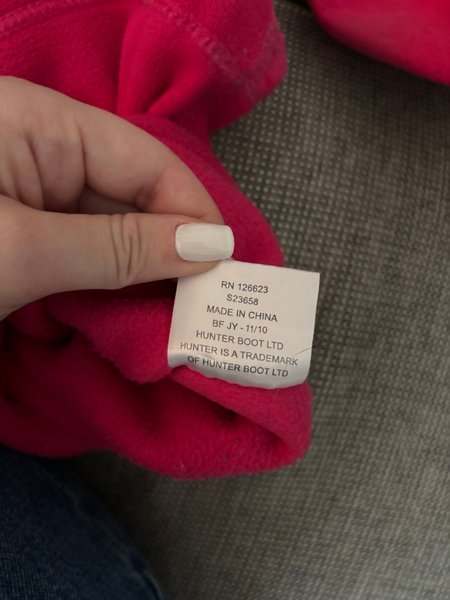 RN 126623
S23658
MADE IN CHINA
BF JY - 11/10
HUNTER BOOT LTD
HUNTER IS A TRADEMARK
OF HUNTER BOOT LTD